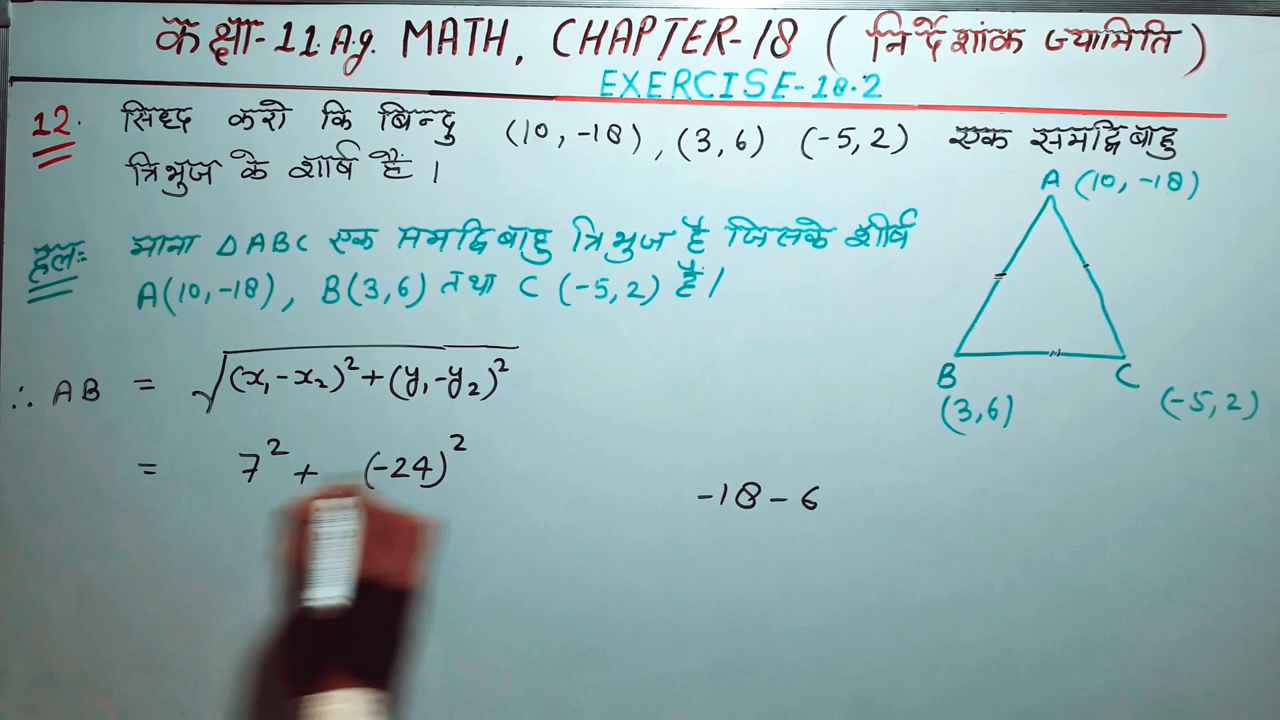 कक्षा-11.Ag. MATH, CHAPTER-18 (निर्देशांक ज्यामिति)
EXERCISE-18.2
12. सिध्द करो कि बिन्दु (10,-18), (3,6) (-5,2) एक समद्विबाहु
त्रिभुज के शीर्ष है।
हलः माना ΔABC एक समद्विबाहु त्रिभुज है जिसके शीर्ष
A(10,-18), B(3,6) तथा C (-5,2) हैं।
A (10,-18)
B
C
(3,6)
(-5,2)
∴ AB = √(x₁-x₂)²+(y₁-y₂)²
= 7² + (-24)²
-18-6